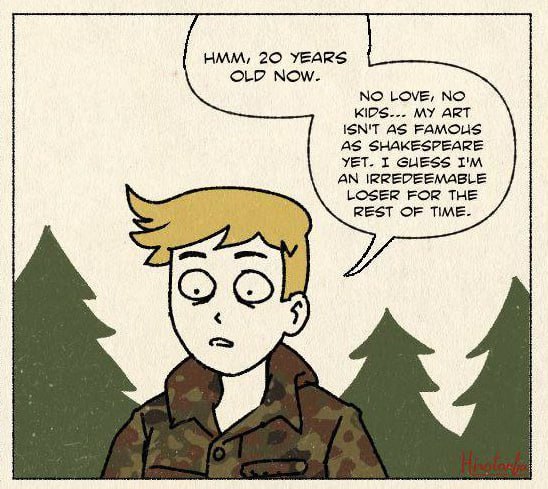 HMM, 20 YEARS
OLD NOW.
NO LOVE, NO
KIDS... MY ART
ISN'T AS FAMOUS
AS SHAKESPEARE
YET. I GUESS I'M
AN IRREDEEMABLE
LOSER FOR THE
REST OF TIME.